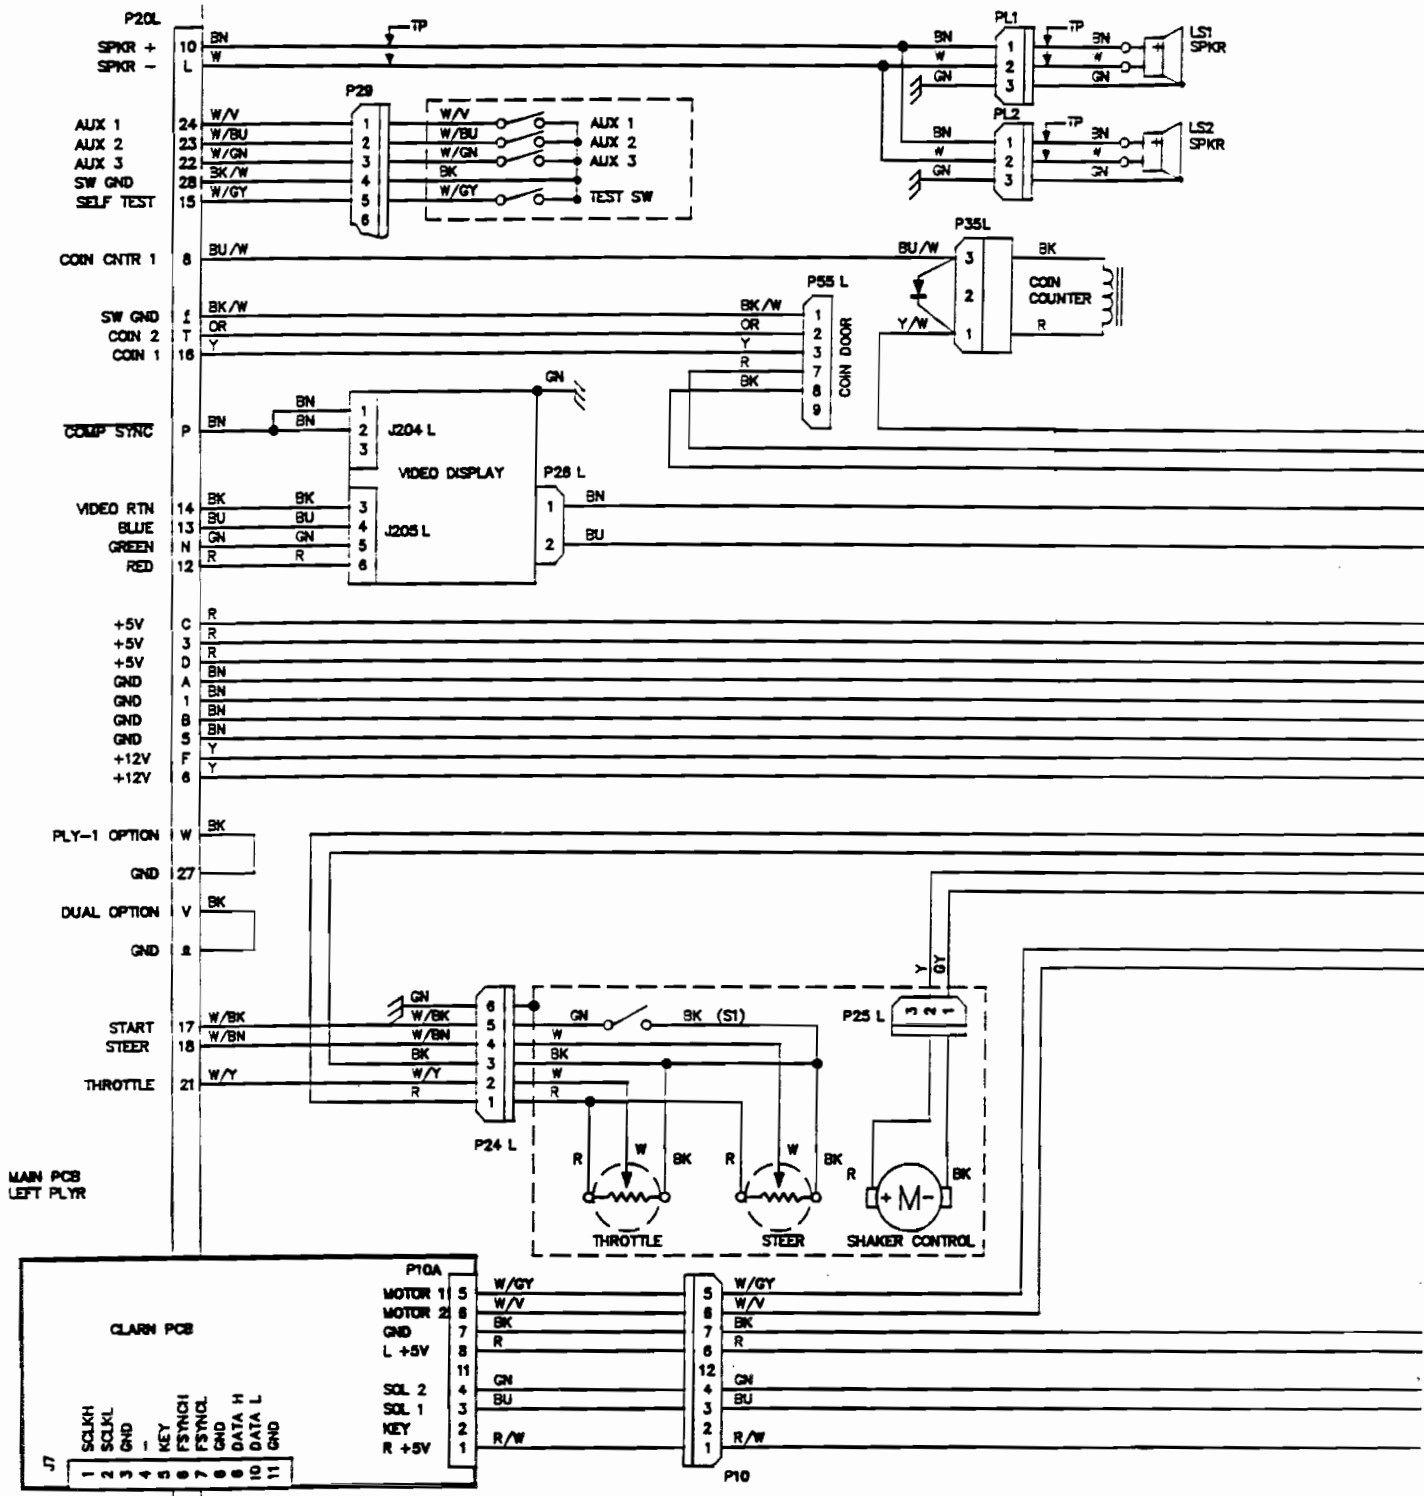 P20L
SPKR + 10 BN TP BN PL1 1 BN TP LS1
SPKR - L W W 2 W SPKR
GN 3 GN
P29
AUX 1 24 W/V 1 W/V AUX 1
AUX 2 23 W/BU 2 W/BU AUX 2
AUX 3 22 W/GN 3 W/GN AUX 3
SW GND 28 BK/W 4 BK
SELF TEST 15 W/GY 5 W/GY TEST SW
6
PL2 TP LS2
BN 1 BN SPKR
W 2 W
GN 3 GN
P35L
COIN CNTR 1 8 BU/W BU/W 3 BK
2 COIN COUNTER
Y/W 1 R
P55 L
SW GND BK/W BK/W 1
COIN 2 T OR OR 2
COIN 1 16 Y Y 3
R 7
BK 8
9
COIN DOOR
GN
BN 1
COMP SYNC P BN BN 2 J204 L
3
VIDEO DISPLAY
P26 L
VIDEO RTN 14 BK BK 3 1 BN
BLUE 13 BU BU 4 J205 L
GREEN N GN GN 5 2 BU
RED 12 R R 6
+5V C R
+5V 3 R
+5V D R
GND A BN
GND 1 BN
GND B BN
GND 5 BN
+12V F Y
+12V 6 Y
PLY-1 OPTION W BK
GND 27
DUAL OPTION V BK
GND
Y GY
P25 L 3 2 1
GN 6
START 17 W/BK W/BK 5 GN BK (S1)
STEER 18 W/BN W/BN 4 W
BK 3 BK
THROTTLE 21 W/Y W/Y 2 W
R 1 R
P24 L
R W BK R W BK R BK
+ M -
THROTTLE STEER SHAKER CONTROL
MAIN PCB
LEFT PLYR
P10A
MOTOR 1 5 W/GY 5 W/GY
MOTOR 2 6 W/V 6 W/V
CLARN PCB
GND 7 BK 7 BK
L +5V 8 R 6 R
11 12
SOL 2 4 GN 4 GN
SOL 1 3 BU 3 BU
KEY 2 2
R +5V 1 R/W 1 R/W
P10
J7
1 SCLKH
2 SCLKL
3 GND
4 -
5 KEY
6 FSYNCH
7 FSYNCL
8 GND
9 DATA H
10 DATA L
11 GND